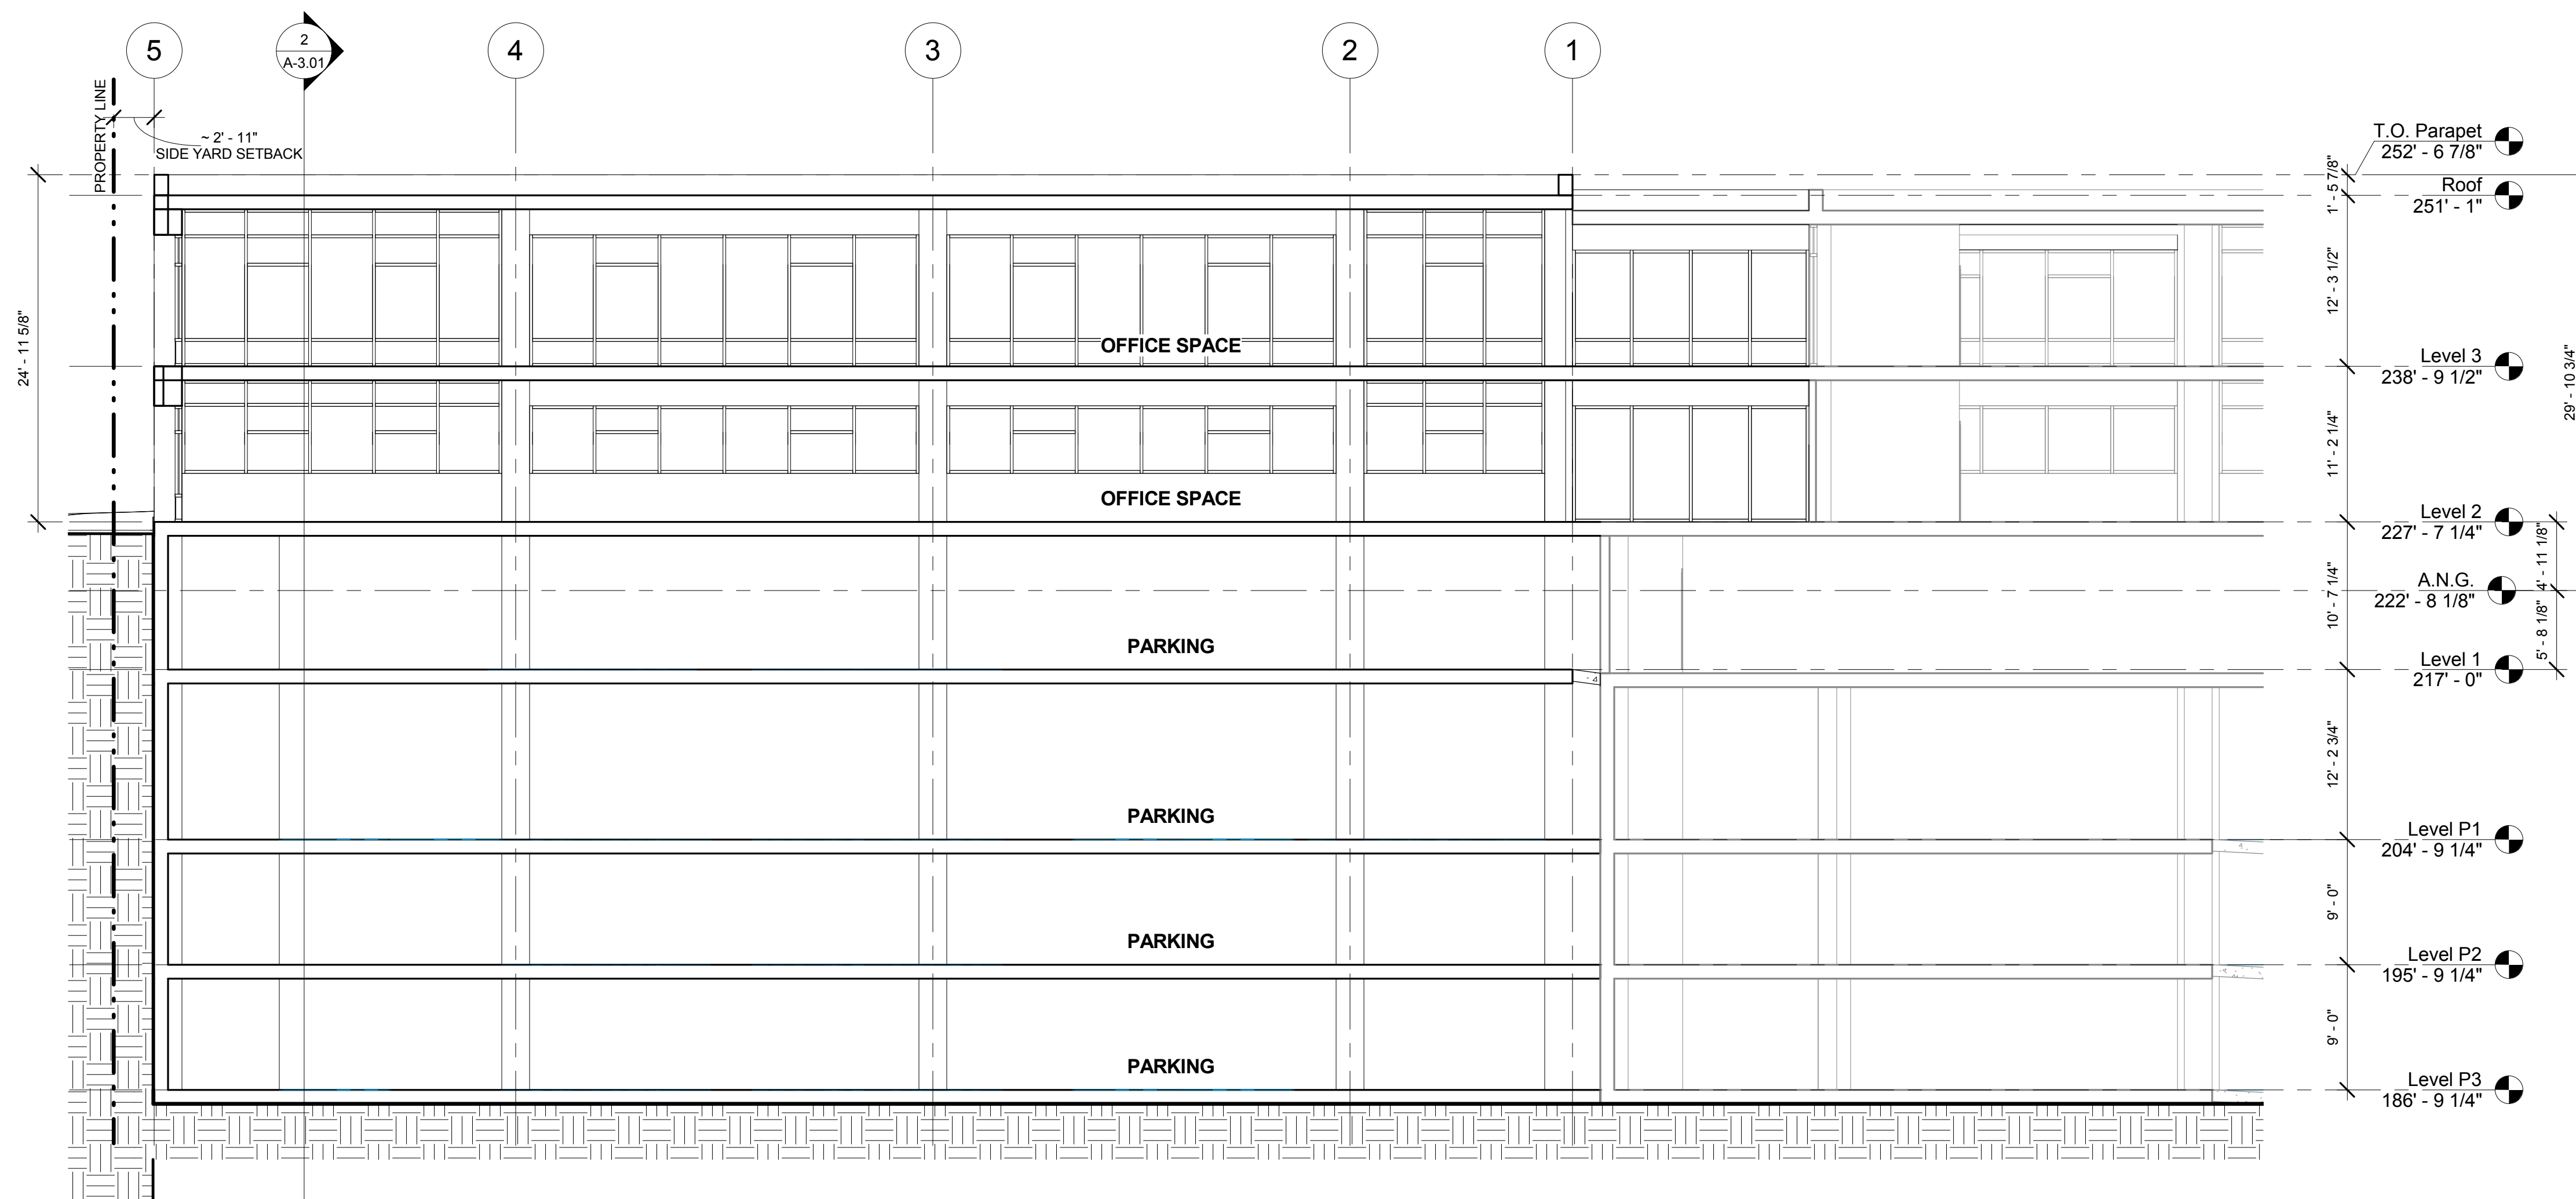 5
2
A-3.01
4
3
2
1
PROPERTY LINE
~ 2' - 11"
SIDE YARD SETBACK
T.O. Parapet
252' - 6 7/8"
1' - 5 7/8"
Roof
251' - 1"
12' - 3 1/2"
24' - 11 5/8"
OFFICE SPACE
Level 3
238' - 9 1/2"
29' - 10 3/4"
11' - 2 1/4"
OFFICE SPACE
Level 2
227' - 7 1/4"
4' - 11 1/8"
A.N.G.
222' - 8 1/8"
10' - 7 1/4"
5' - 8 1/8"
PARKING
Level 1
217' - 0"
12' - 2 3/4"
PARKING
Level P1
204' - 9 1/4"
9' - 0"
PARKING
Level P2
195' - 9 1/4"
9' - 0"
PARKING
Level P3
186' - 9 1/4"